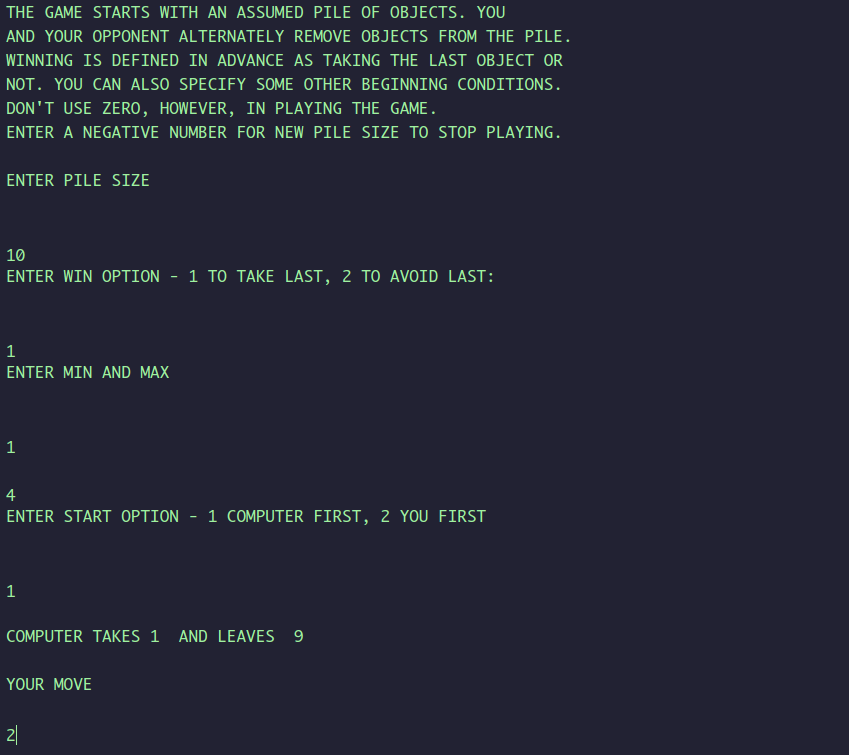 THE GAME STARTS WITH AN ASSUMED PILE OF OBJECTS. YOU
AND YOUR OPPONENT ALTERNATELY REMOVE OBJECTS FROM THE PILE.
WINNING IS DEFINED IN ADVANCE AS TAKING THE LAST OBJECT OR
NOT. YOU CAN ALSO SPECIFY SOME OTHER BEGINNING CONDITIONS.
DON'T USE ZERO, HOWEVER, IN PLAYING THE GAME.
ENTER A NEGATIVE NUMBER FOR NEW PILE SIZE TO STOP PLAYING.
ENTER PILE SIZE
10
ENTER WIN OPTION - 1 TO TAKE LAST, 2 TO AVOID LAST:
1
ENTER MIN AND MAX
1
4
ENTER START OPTION - 1 COMPUTER FIRST, 2 YOU FIRST
1
COMPUTER TAKES 1  AND LEAVES  9
YOUR MOVE
2